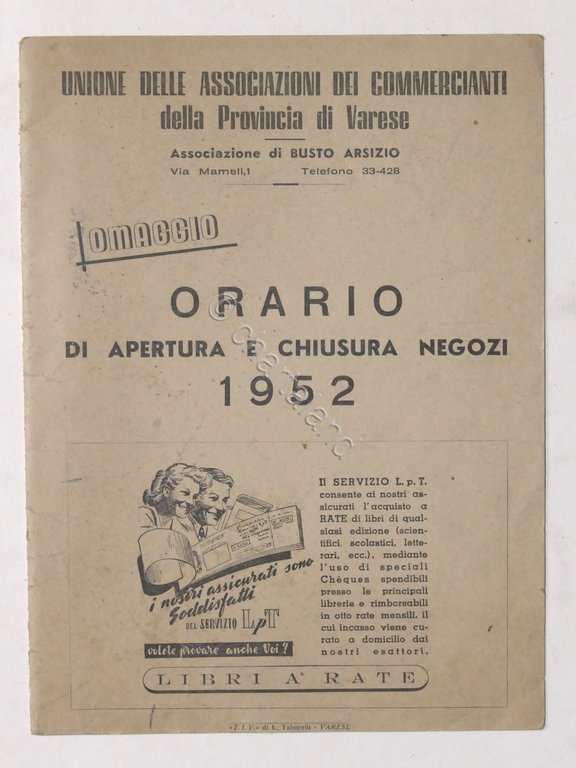 UNIONE DELLE ASSOCIAZIONI DEI COMMERCIANTI
della Provincia di Varese
Associazione di BUSTO ARSIZIO
Via Mameli,1 Telefono 33-428
OMAGGIO
ORARIO
DI APERTURA E CHIUSURA NEGOZI
1952
i nostri assicurati sono
Soddisfatti
DEL SERVIZIO LpT
volete provare anche Voi ?
Il SERVIZIO L.p.T.
consente ai nostri as-
sicurati l'acquisto a
RATE di libri di qual-
siasi edizione (scien-
tifici, scolastici, lette-
rari, ecc.), mediante
l'uso di speciali
Chèques spendibili
presso le principali
librerie e rimborsabili
in otto rate mensili, il
cui incasso viene cu-
rato a domicilio dai
nostri esattori.
LIBRI A' RATE
«T.I.V.» di L. Taborelli - VARESE